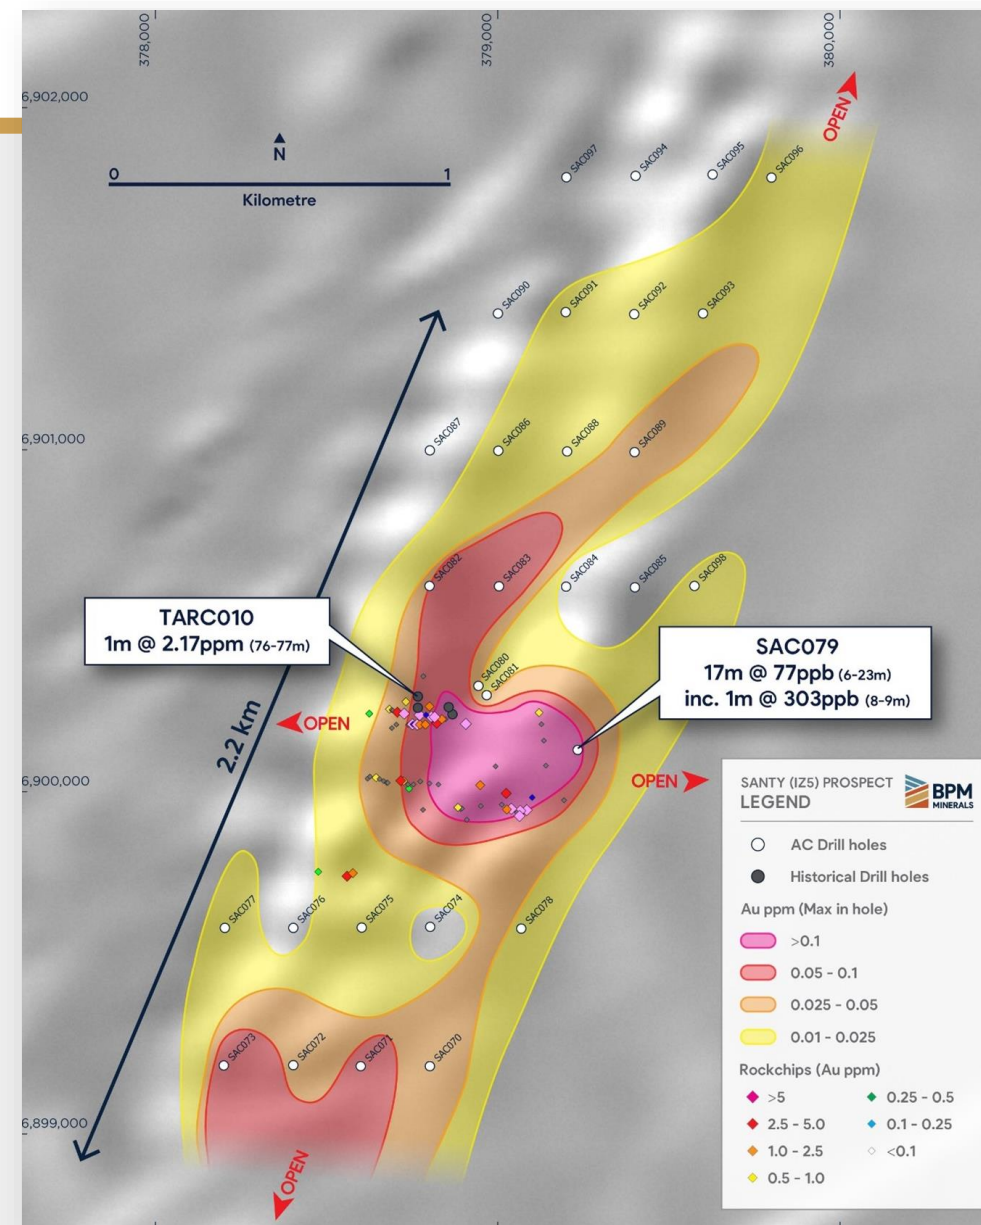 378,000
379,000
380,000
6,902,000
6,901,000
6,900,000
6,899,000
N
0 1
Kilometre
OPEN
SAC097
SAC094
SAC095
SAC096
SAC090
SAC091
SAC092
SAC093
SAC087
SAC086
SAC088
SAC089
SAC082
SAC083
SAC084
SAC085
SAC098
SAC080
SAC081
TARC010
1m @ 2.17ppm (76-77m)
SAC079
17m @ 77ppb (6-23m)
inc. 1m @ 303ppb (8-9m)
OPEN
2.2 km
OPEN
SAC077
SAC076
SAC075
SAC074
SAC078
SAC073
SAC072
SAC071
SAC070
OPEN
SANTY (IZ5) PROSPECT
LEGEND
BPM
MINERALS
AC Drill holes
Historical Drill holes
Au ppm (Max in hole)
>0.1
0.05 - 0.1
0.025 - 0.05
0.01 - 0.025
Rockchips (Au ppm)
>5
2.5 - 5.0
1.0 - 2.5
0.5 - 1.0
0.25 - 0.5
0.1 - 0.25
<0.1